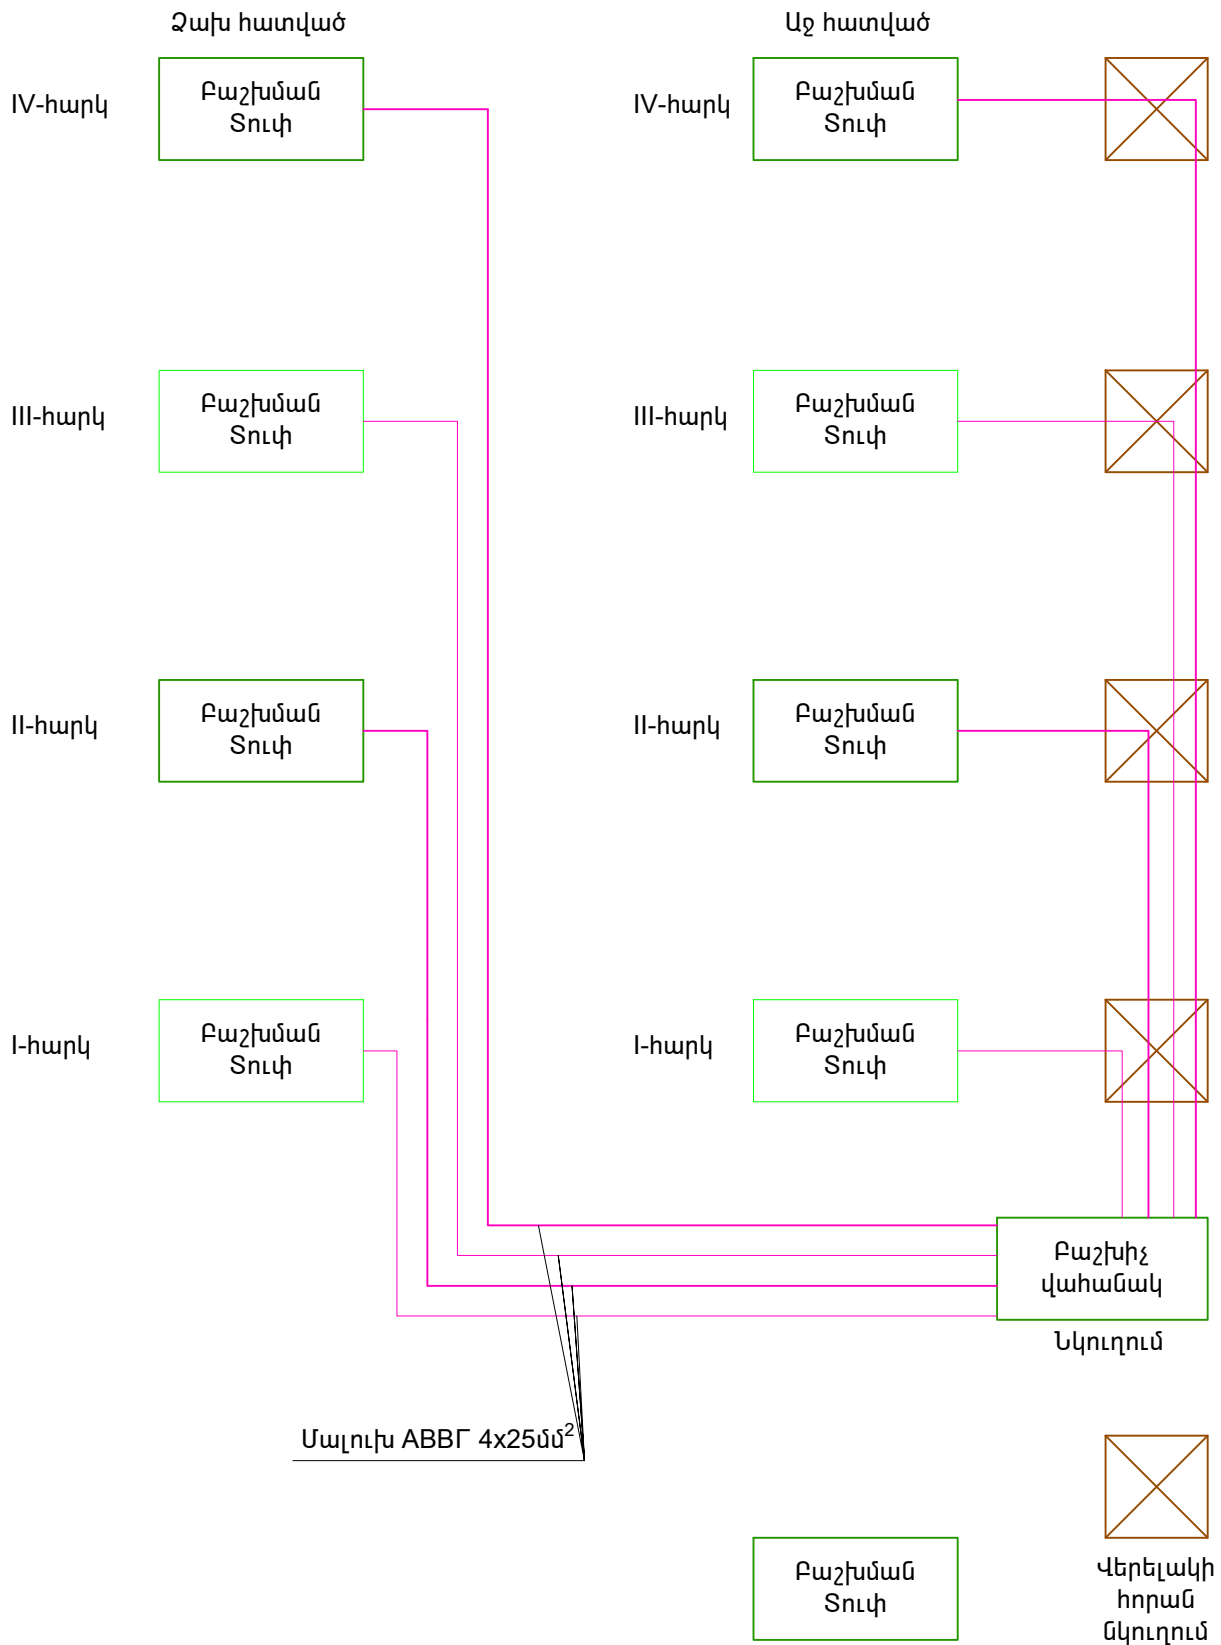 Ձախ հատված
Աջ հատված
IV-հարկ
Բաշխման
Տուփ
IV-հարկ
Բաշխման
Տուփ
III-հարկ
Բաշխման
Տուփ
III-հարկ
Բաշխման
Տուփ
II-հարկ
Բաշխման
Տուփ
II-հարկ
Բաշխման
Տուփ
I-հարկ
Բաշխման
Տուփ
I-հարկ
Բաշխման
Տուփ
Բաշխիչ
վահանակ
Նկուղում
Մալուխ АВВГ 4x25մմ²
Բաշխման
Տուփ
Վերելակի
հորան
նկուղում